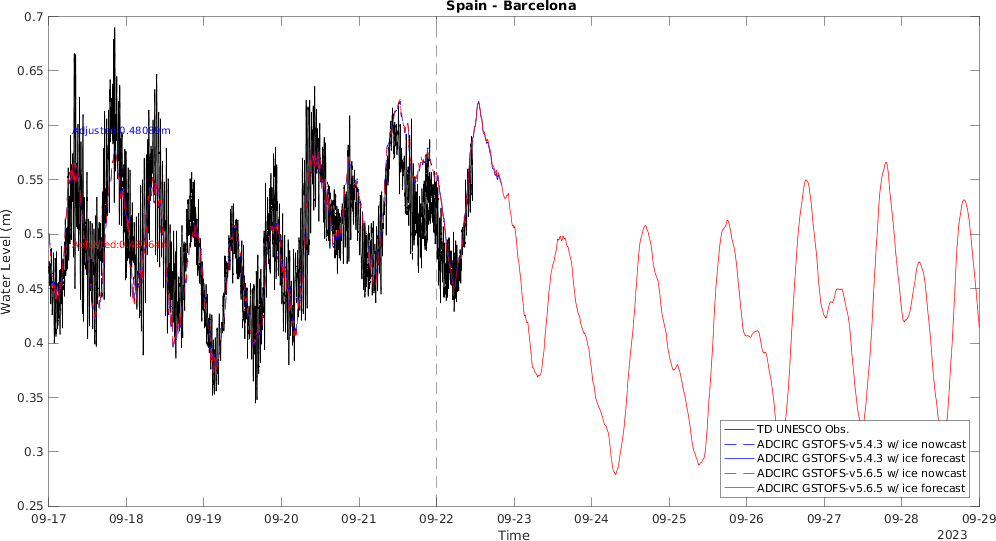 Spain - Barcelona
Water Level (m)
0.7
0.65
0.6
0.55
0.5
0.45
0.4
0.35
0.3
0.25
TD UNESCO Obs.
ADCIRC GSTOFS-v5.4.3 w/ ice nowcast
ADCIRC GSTOFS-v5.4.3 w/ ice forecast
ADCIRC GSTOFS-v5.6.5 w/ ice nowcast
ADCIRC GSTOFS-v5.6.5 w/ ice forecast
09-17 09-18 09-19 09-20 09-21 09-22 09-23 09-24 09-25 09-26 09-27 09-28 09-29
Time
2023